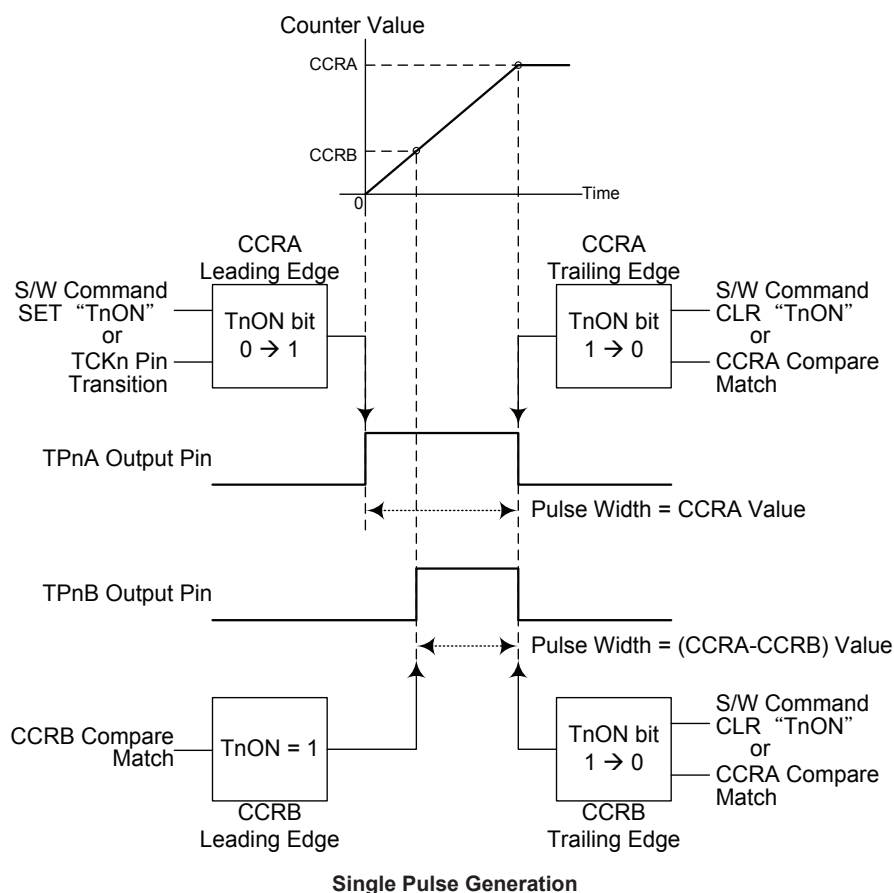 Counter Value
CCRA
CCRB
0
Time
CCRA
Leading Edge
S/W Command
SET “TnON”
or
TCKn Pin
Transition
TnON bit
0 → 1
CCRA
Trailing Edge
TnON bit
1 → 0
S/W Command
CLR “TnON”
or
CCRA Compare
Match
TPnA Output Pin
Pulse Width = CCRA Value
TPnB Output Pin
Pulse Width = (CCRA-CCRB) Value
CCRB Compare
Match
TnON = 1
CCRB
Leading Edge
TnON bit
1 → 0
CCRB
Trailing Edge
S/W Command
CLR “TnON”
or
CCRA Compare
Match
Single Pulse Generation